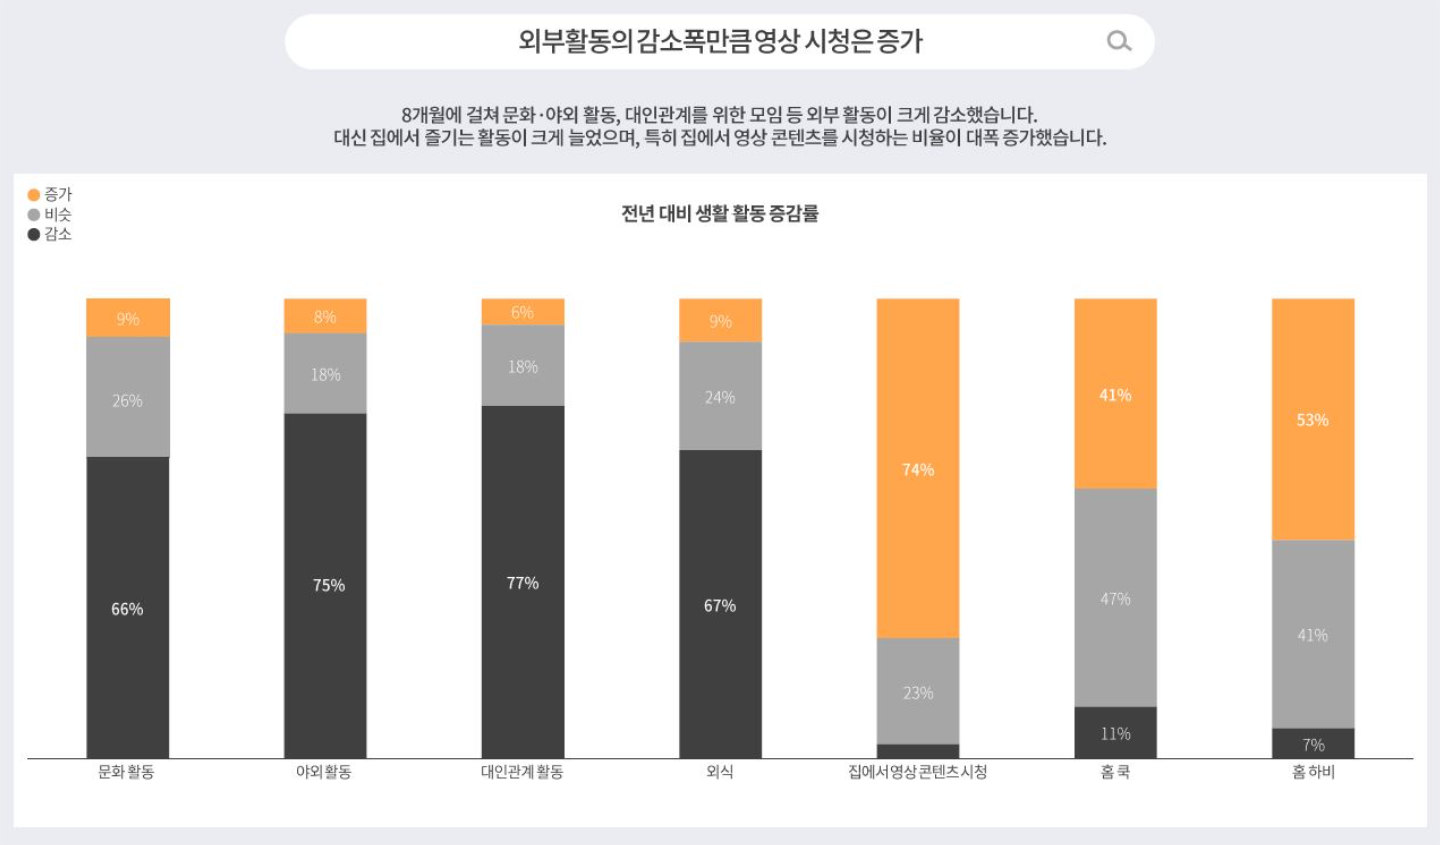 외부활동의 감소폭만큼 영상 시청은 증가
8개월에 걸쳐 문화·야외 활동, 대인관계를 위한 모임 등 외부 활동이 크게 감소했습니다.
대신 집에서 즐기는 활동이 크게 늘었으며, 특히 집에서 영상 콘텐츠를 시청하는 비율이 대폭 증가했습니다.
증가
비슷
감소
전년 대비 생활 활동 증감률
9% 8% 6% 9% 74% 41% 53%
26% 18% 18% 24% 23% 47% 41%
66% 75% 77% 67% 11% 7%
문화 활동 야외 활동 대인관계 활동 외식 집에서 영상 콘텐츠 시청 홈 쿡 홈 하비